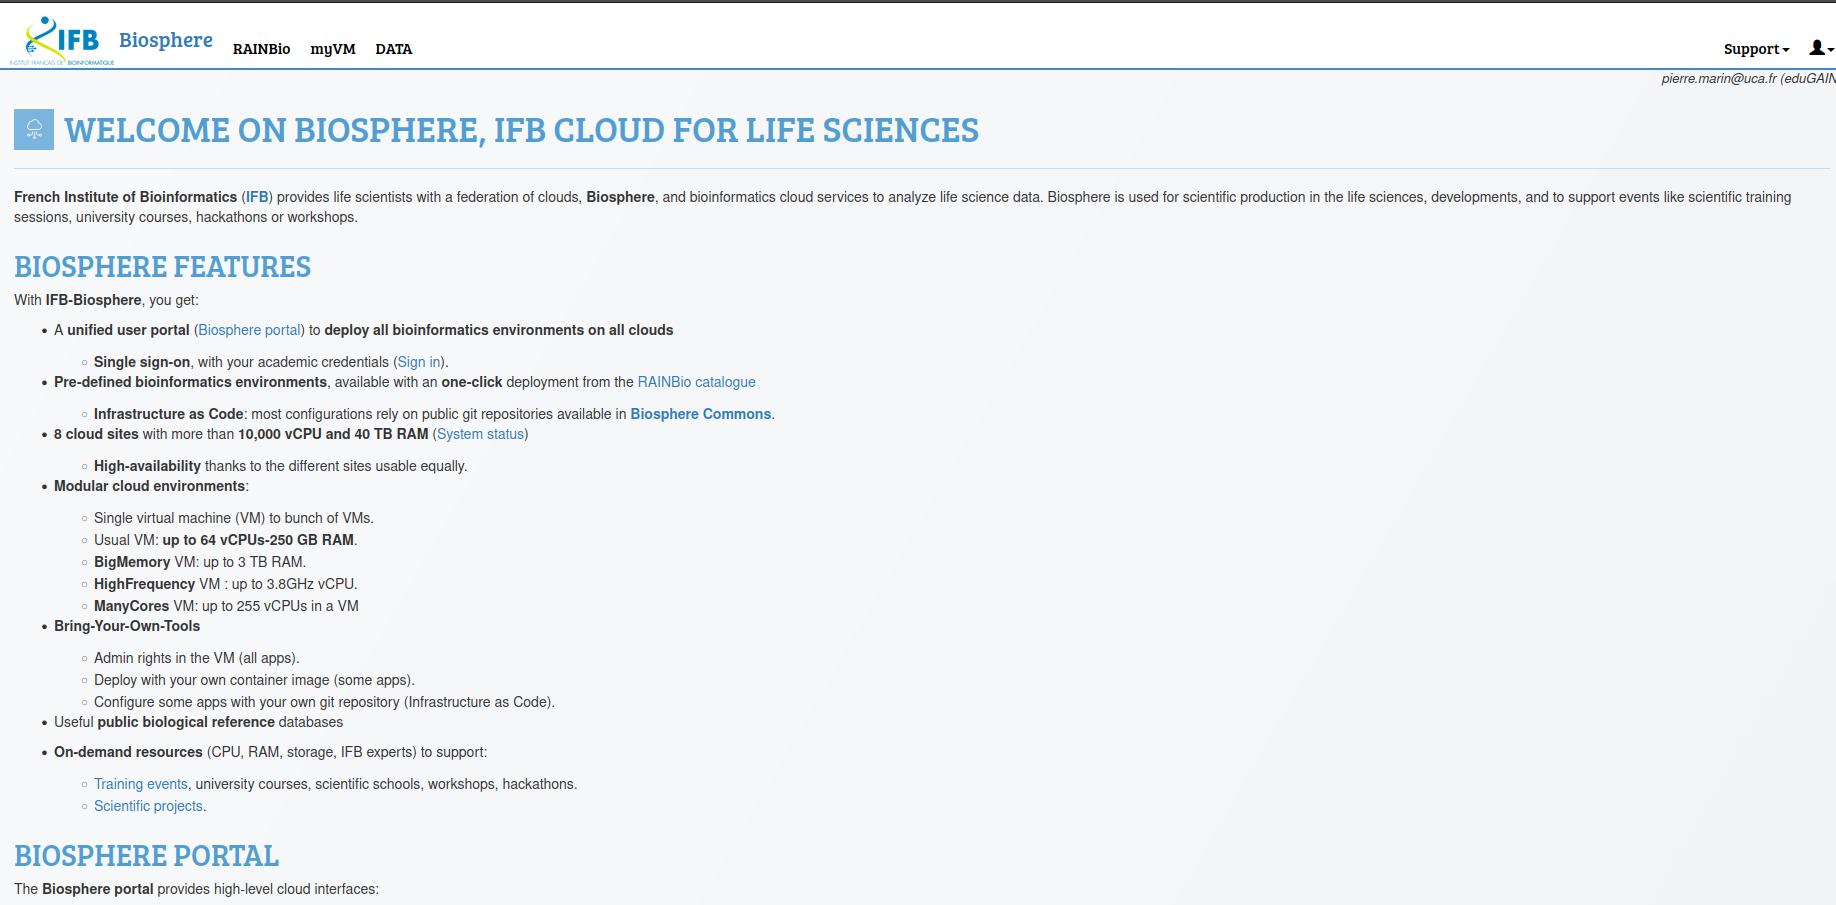 IFB
INSTITUT FRANÇAIS DE BIOINFORMATIQUE
Biosphere
RAINBio myVM DATA
Support
pierre.marin@uca.fr (eduGAIN
WELCOME ON BIOSPHERE, IFB CLOUD FOR LIFE SCIENCES
French Institute of Bioinformatics (IFB) provides life scientists with a federation of clouds, Biosphere, and bioinformatics cloud services to analyze life science data. Biosphere is used for scientific production in the life sciences, developments, and to support events like scientific training
sessions, university courses, hackathons or workshops.
BIOSPHERE FEATURES
With IFB-Biosphere, you get:
• A unified user portal (Biosphere portal) to deploy all bioinformatics environments on all clouds
○ Single sign-on, with your academic credentials (Sign in).
• Pre-defined bioinformatics environments, available with an one-click deployment from the RAINBio catalogue
○ Infrastructure as Code: most configurations rely on public git repositories available in Biosphere Commons.
• 8 cloud sites with more than 10,000 vCPU and 40 TB RAM (System status)
○ High-availability thanks to the different sites usable equally.
• Modular cloud environments:
○ Single virtual machine (VM) to bunch of VMs.
○ Usual VM: up to 64 vCPUs-250 GB RAM.
○ BigMemory VM: up to 3 TB RAM.
○ HighFrequency VM : up to 3.8GHz vCPU.
○ ManyCores VM: up to 255 vCPUs in a VM
• Bring-Your-Own-Tools
○ Admin rights in the VM (all apps).
○ Deploy with your own container image (some apps).
○ Configure some apps with your own git repository (Infrastructure as Code).
• Useful public biological reference databases
• On-demand resources (CPU, RAM, storage, IFB experts) to support:
○ Training events, university courses, scientific schools, workshops, hackathons.
○ Scientific projects.
BIOSPHERE PORTAL
The Biosphere portal provides high-level cloud interfaces: